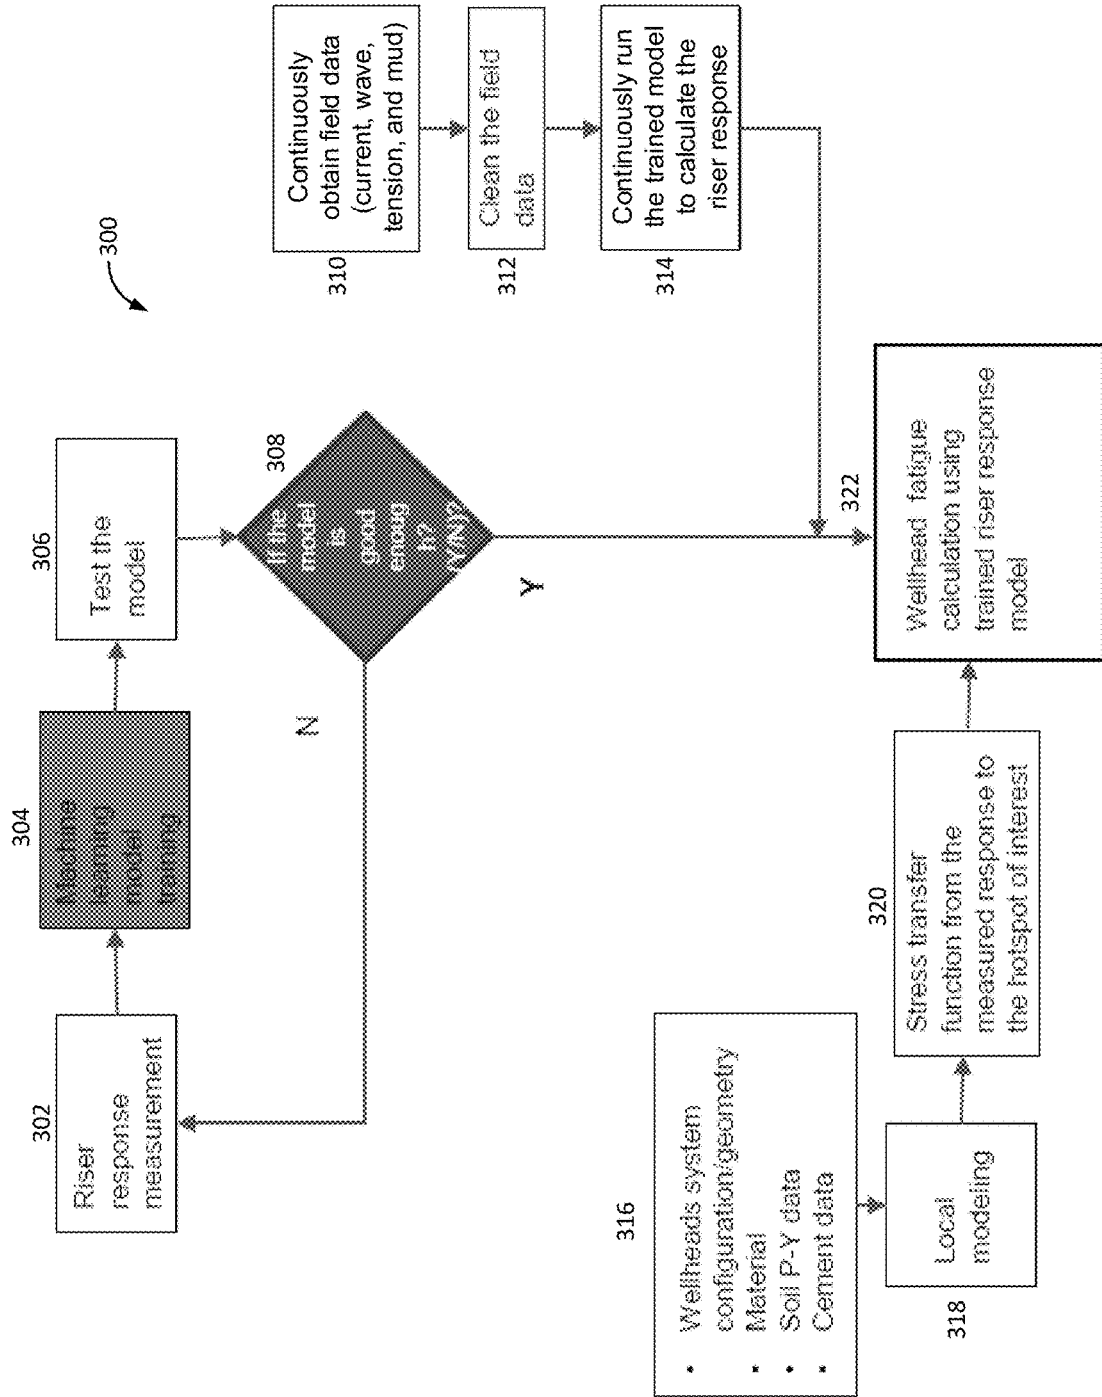 300
302
Riser
response
measurement
304
Machine
learning
model
training
306
Test the
model
308
If the
model
is
good
enoug
h?
(Y/N)?
N
Y
310
Continuously
obtain field data
(current, wave,
tension, and mud)
312
Clean the field
data
314
Continuously run
the trained model
to calculate the
riser response
316
• Wellheads system
configuration/geometry
• Material
• Soil P-Y data
• Cement data
318
Local
modeling
320
Stress transfer
function from the
measured response to
the hotspot of interest
322
Wellhead fatigue
calculation using
trained riser response
model